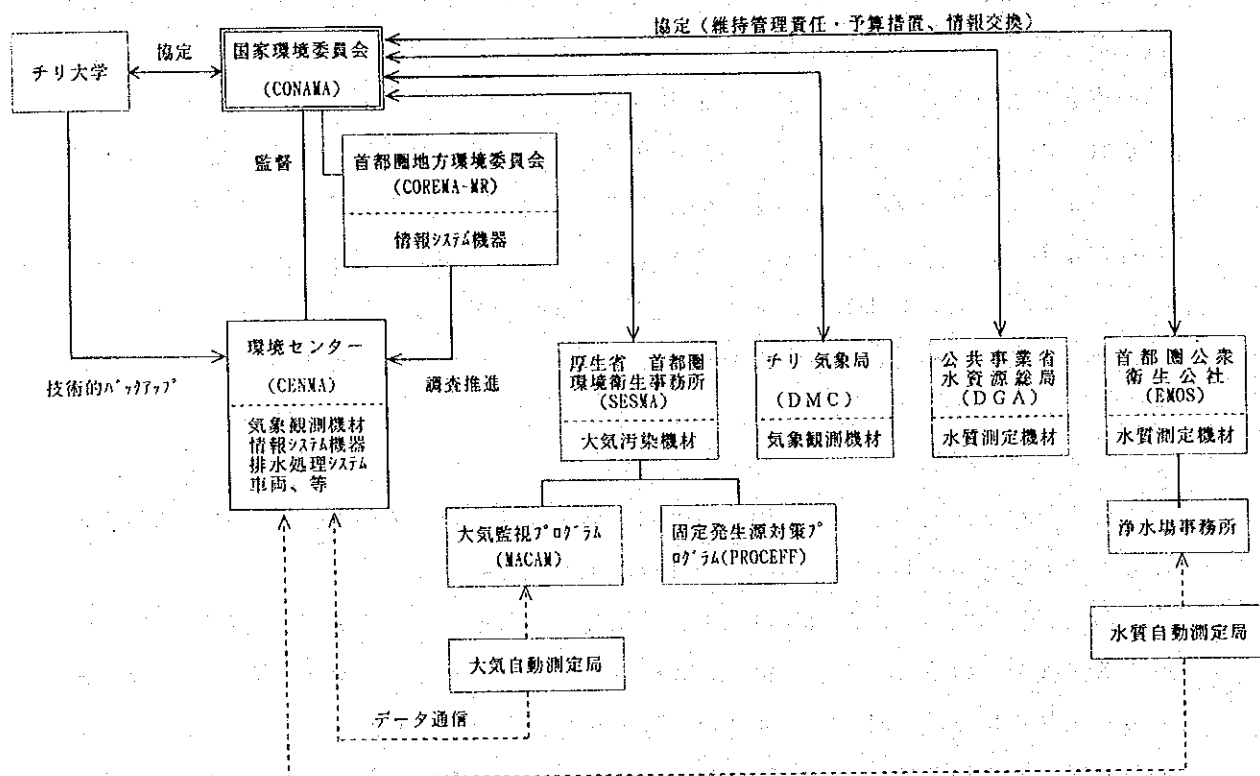 協定（維持管理責任・予算措置、情報交換）
チリ大学
協定
国家環境委員会
(CONAMA)
監督
首都圏地方環境委員会
(COREMA-MR)
情報ｼｽﾃﾑ機器
技術的ﾊﾞｯｸｱｯﾌﾟ
環境センター
(CENMA)
気象観測機材
情報ｼｽﾃﾑ機器
排水処理ｼｽﾃﾑ
車両、等
調査推進
厚生省 首都圏
環境衛生事務所
(SESMA)
大気汚染機材
チリ気象局
(DMC)
気象観測機材
公共事業省
水資源総局
(DGA)
水質測定機材
首都圏公衆
衛生公社
(EMOS)
水質測定機材
大気監視ﾌﾟﾛｸﾞﾗﾑ
(MACAM)
固定発生源対策ﾌﾟ
ﾛｸﾞﾗﾑ(PROCEFF)
浄水場事務所
大気自動測定局
水質自動測定局
データ通信